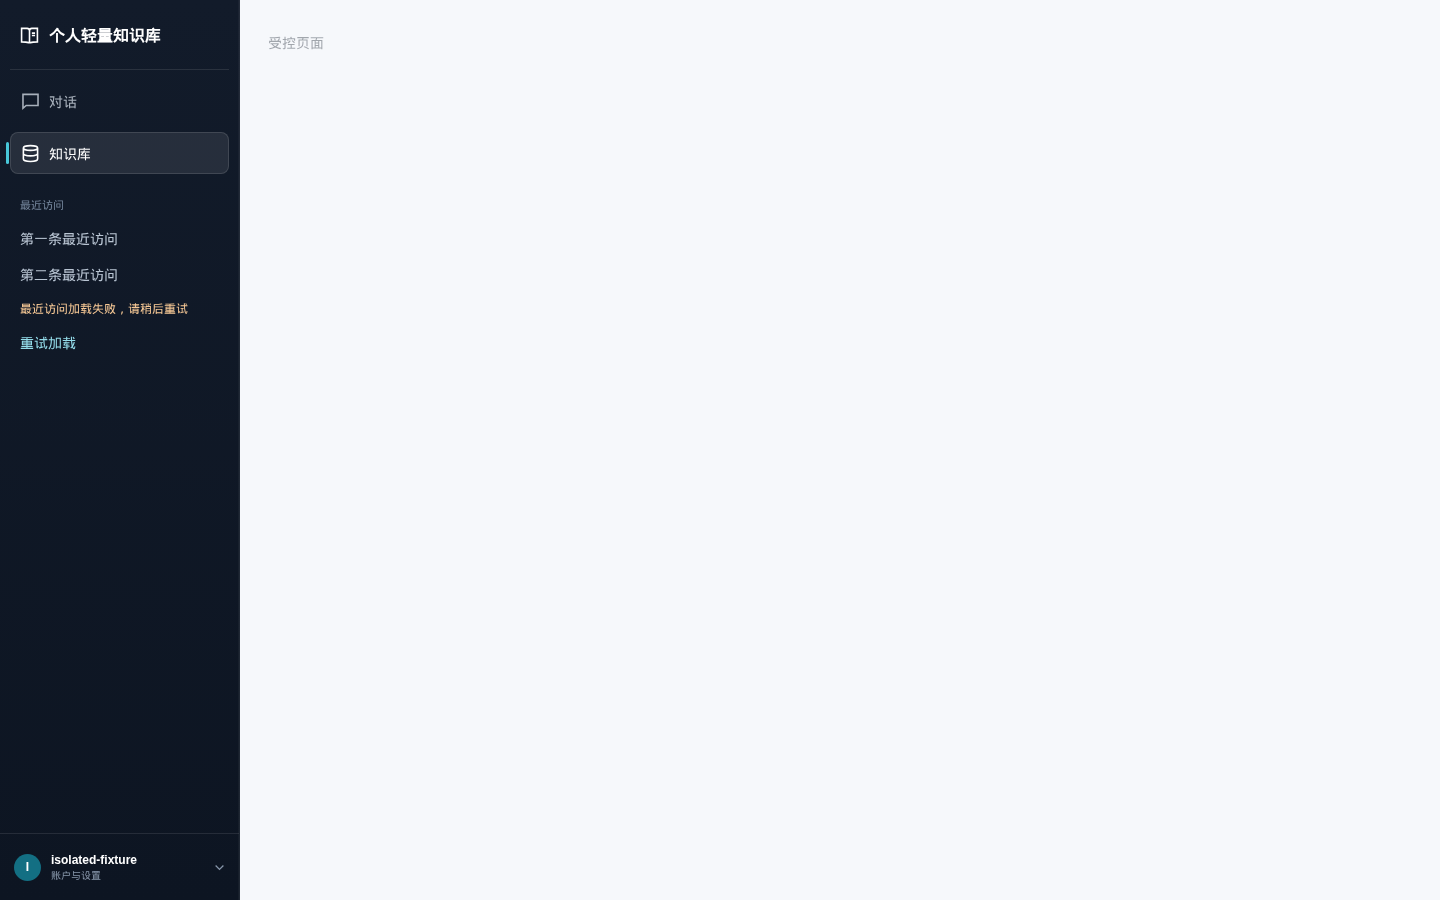 个人轻量知识库
对话
知识库
最近访问
第一条最近访问
第二条最近访问
最近访问加载失败，请稍后重试
重试加载
I
isolated-fixture
账户与设置
受控页面